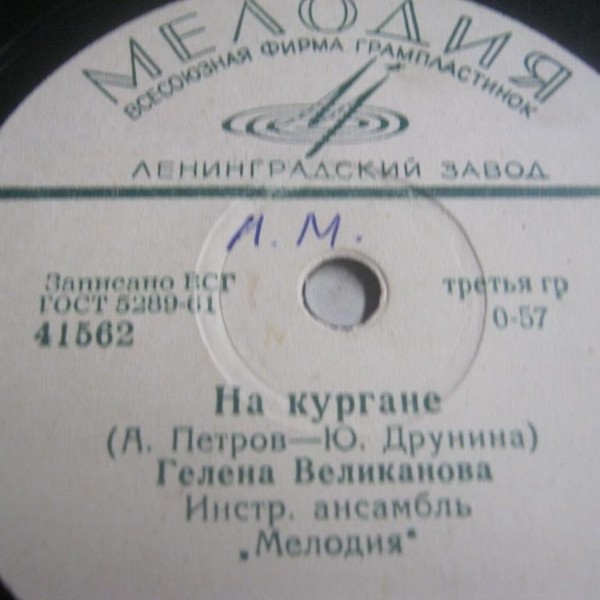 МЕЛОДИЯ
ВСЕСОЮЗНАЯ ФИРМА ГРАМПЛАСТИНОК
ЛЕНИНГРАДСКИЙ ЗАВОД
А. М.
Записано ВСГ третья гр
ГОСТ 5289-61 0-57
41562
На кургане
(А. Петров—Ю. Друнина)
Гелена Великанова
Инстр. ансамбль
„Мелодия"